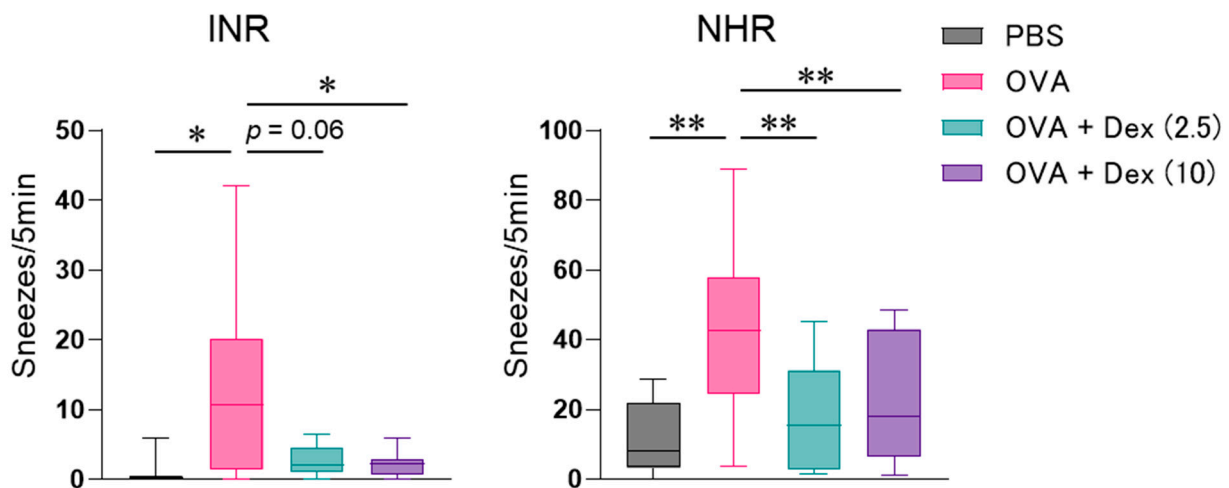 INR
NHR
PBS
OVA
OVA + Dex (2.5)
OVA + Dex (10)
*
*
p = 0.06
**
**
**
Sneezes/5min
50
40
30
20
10
0
Sneezes/5min
100
80
60
40
20
0